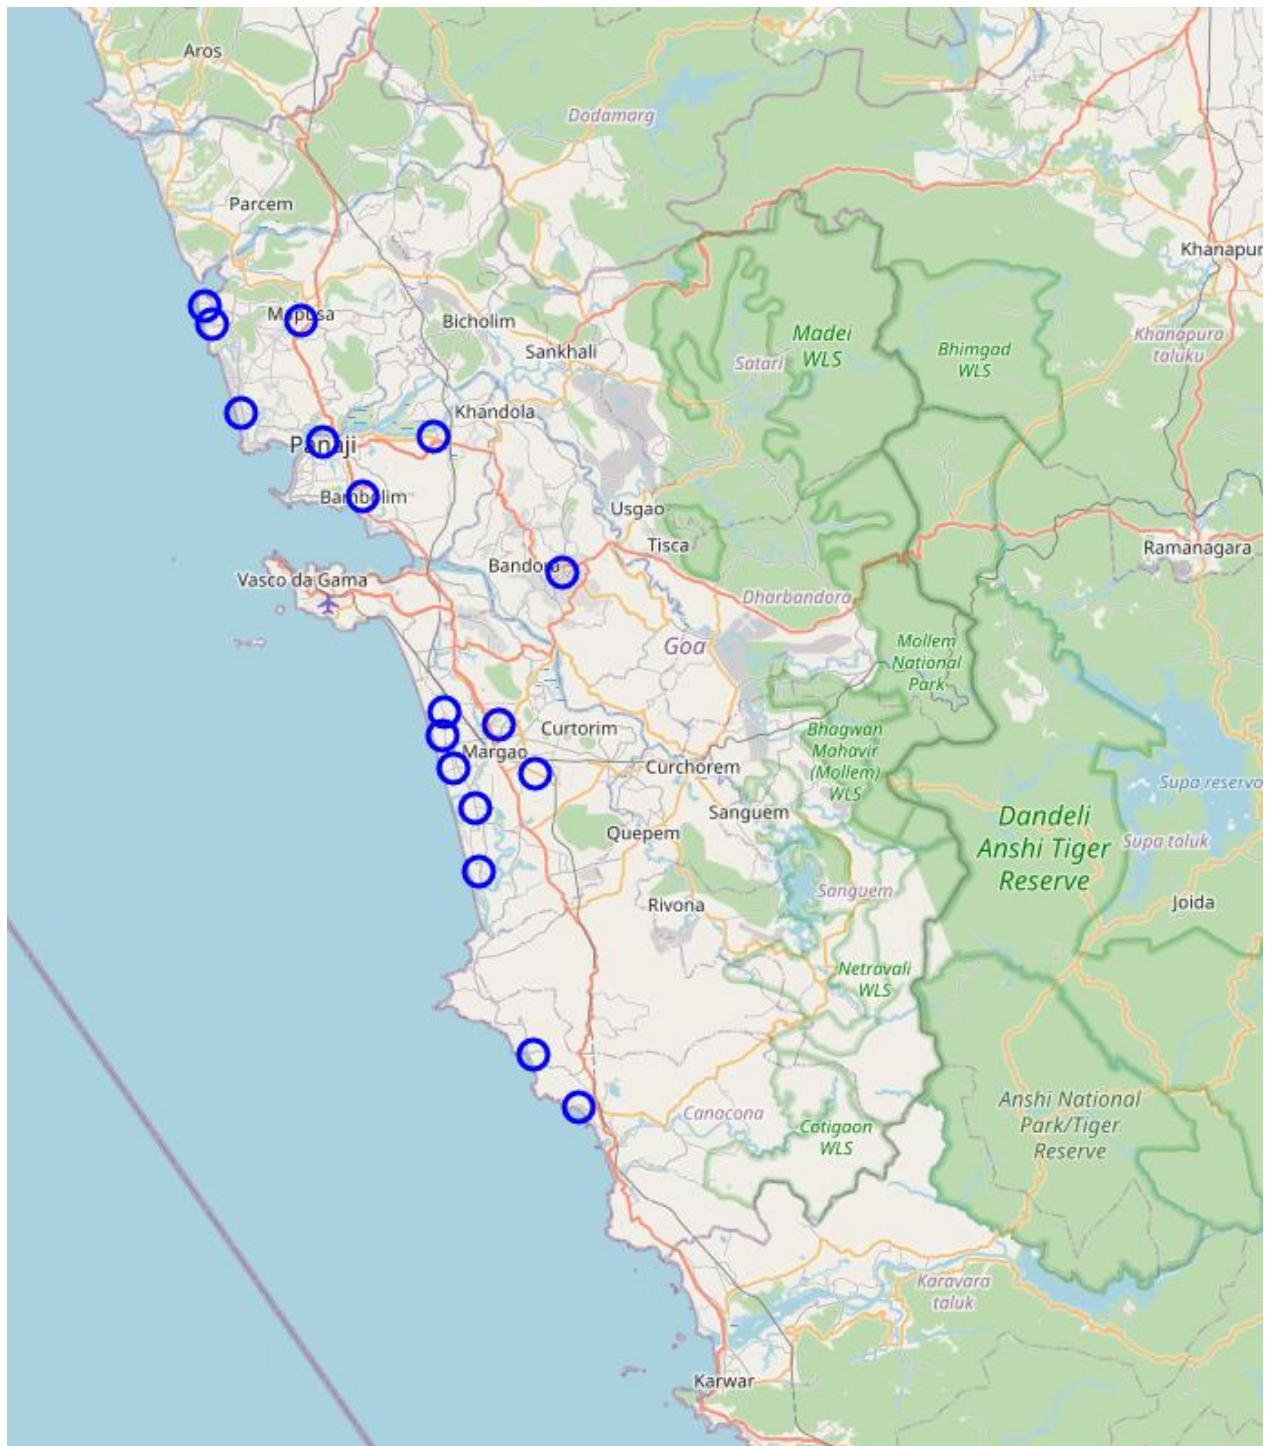 Aros
Dodamarg
Parcem
Khanapur
Mapusa
Bicholim
Madei
WLS
Bhimgad
WLS
Khanapura
taluku
Sankhali
Satari
Khandola
Panaji
Bambolim
Usgao
Tisca
Ramanagara
Bandora
Vasco da Gama
Dharbandora
Goa
Mollem
National
Park
Curtorim
Bhagwan
Mahavir
(Mollem)
WLS
Margao
Curchorem
Supa reservo
Sanguem
Dandeli
Anshi Tiger
Reserve
Quepem
Supa taluk
Sanguem
Rivona
Joida
Netravali
WLS
Anshi National
Park/Tiger
Reserve
Canacona
Cotigaon
WLS
Karavara
taluk
Karwar